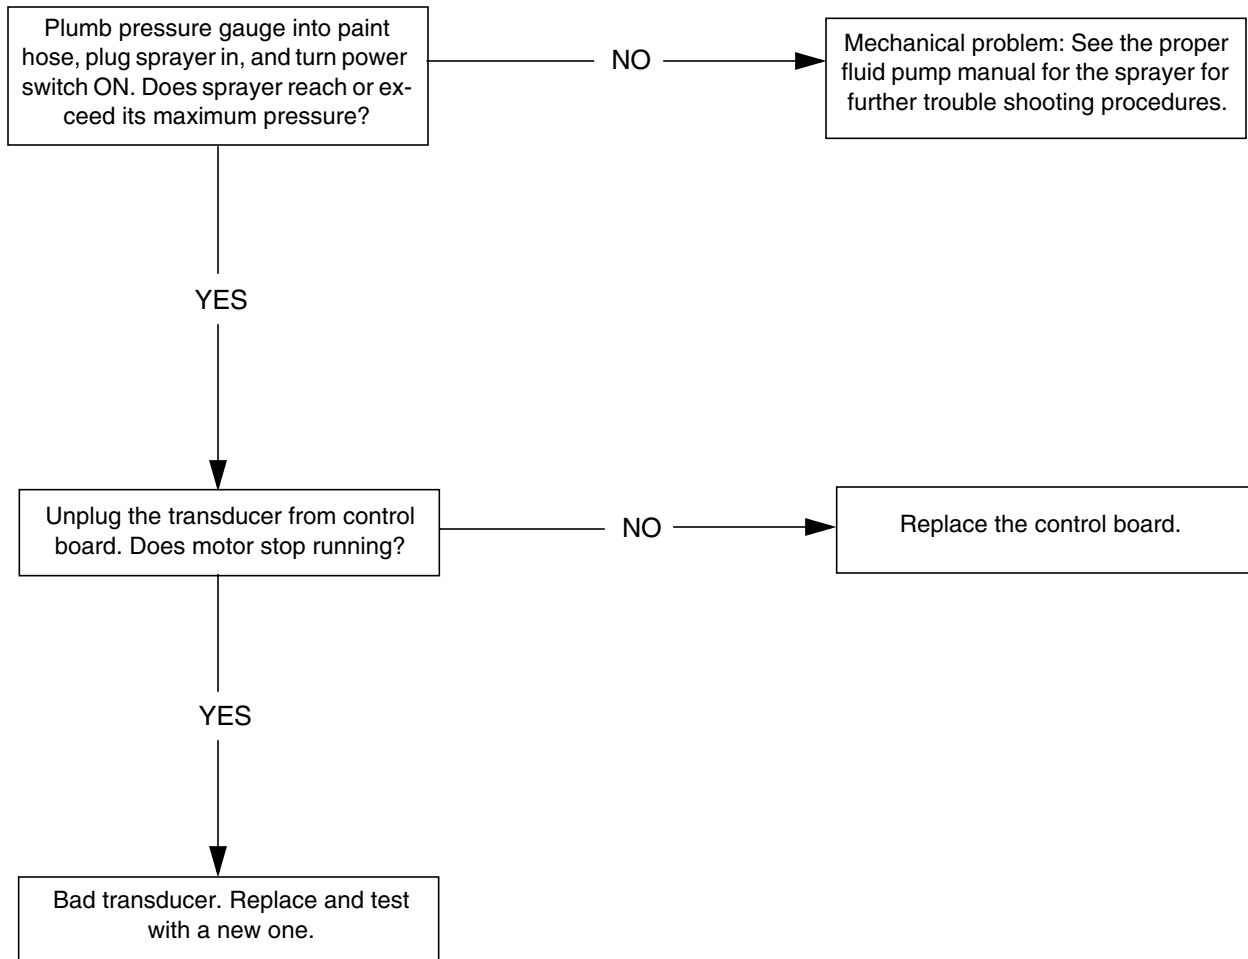 Plumb pressure gauge into paint
hose, plug sprayer in, and turn power
switch ON. Does sprayer reach or ex-
ceed its maximum pressure?
NO
Mechanical problem: See the proper
fluid pump manual for the sprayer for
further trouble shooting procedures.
YES
Unplug the transducer from control
board. Does motor stop running?
NO
Replace the control board.
YES
Bad transducer. Replace and test
with a new one.